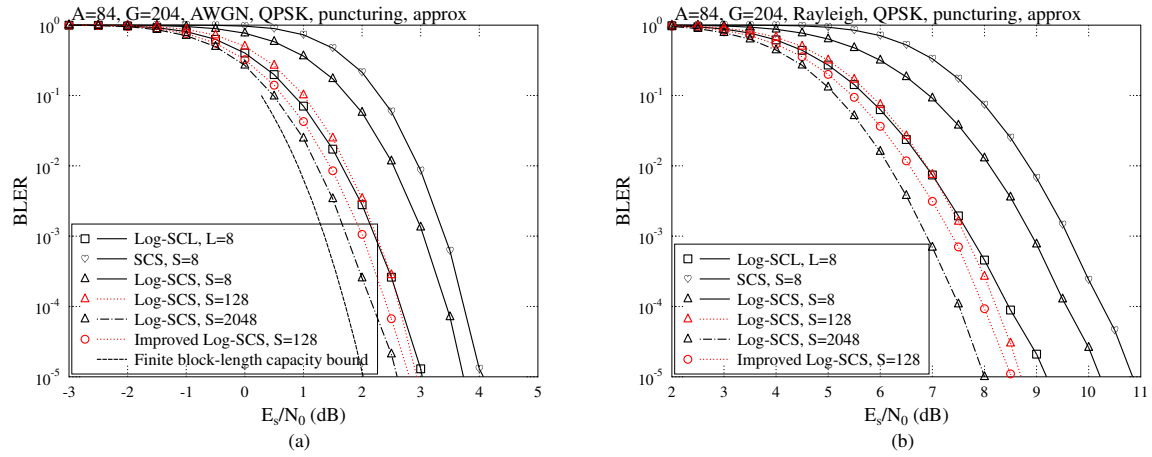 A=84, G=204, AWGN, QPSK, puncturing, approx
10^0
10^-1
10^-2
10^-3
10^-4
10^-5
BLER
Log-SCL, L=8
SCS, S=8
Log-SCS, S=8
Log-SCS, S=128
Log-SCS, S=2048
Improved Log-SCS, S=128
Finite block-length capacity bound
-3 -2 -1 0 1 2 3 4 5
E_s/N_0 (dB)
(a)
A=84, G=204, Rayleigh, QPSK, puncturing, approx
10^0
10^-1
10^-2
10^-3
10^-4
10^-5
BLER
Log-SCL, L=8
SCS, S=8
Log-SCS, S=8
Log-SCS, S=128
Log-SCS, S=2048
Improved Log-SCS, S=128
2 3 4 5 6 7 8 9 10 11
E_s/N_0 (dB)
(b)